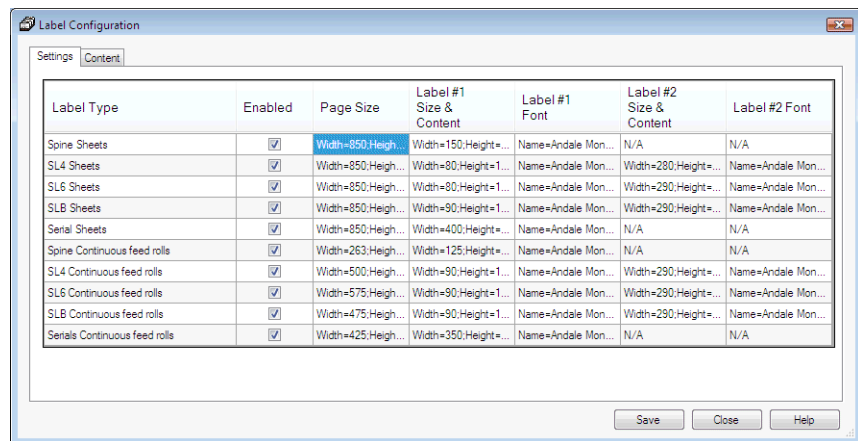 Label Configuration
Settings Content
Label Type Enabled Page Size Label #1 Size & Content Label #1 Font Label #2 Size & Content Label #2 Font
Spine Sheets Width=850;Heigh... Width=150;Height=... Name=Andale Mon... N/A N/A
SL4 Sheets Width=850;Heigh... Width=80;Height=1... Name=Andale Mon... Width=280;Height=... Name=Andale Mon...
SL6 Sheets Width=850;Heigh... Width=80;Height=1... Name=Andale Mon... Width=290;Height=... Name=Andale Mon...
SLB Sheets Width=850;Heigh... Width=90;Height=1... Name=Andale Mon... Width=290;Height=... Name=Andale Mon...
Serial Sheets Width=850;Heigh... Width=400;Height=... Name=Andale Mon... N/A N/A
Spine Continuous feed rolls Width=263;Heigh... Width=125;Height=... Name=Andale Mon... N/A N/A
SL4 Continuous feed rolls Width=500;Heigh... Width=90;Height=1... Name=Andale Mon... Width=290;Height=... Name=Andale Mon...
SL6 Continuous feed rolls Width=575;Heigh... Width=90;Height=1... Name=Andale Mon... Width=290;Height=... Name=Andale Mon...
SLB Continuous feed rolls Width=475;Heigh... Width=90;Height=1... Name=Andale Mon... Width=290;Height=... Name=Andale Mon...
Serials Continuous feed rolls Width=425;Heigh... Width=350;Height=... Name=Andale Mon... N/A N/A
Save Close Help